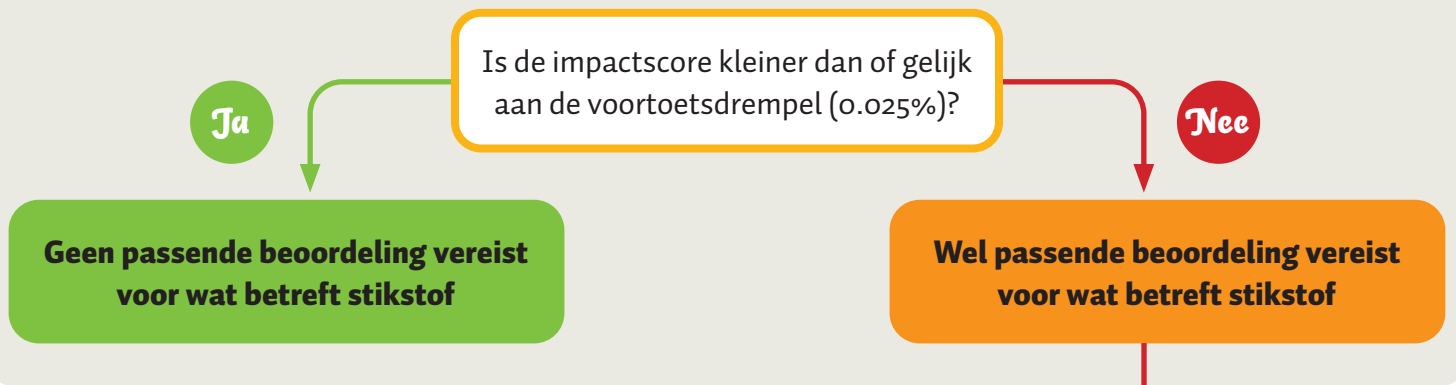 Is de impactscore kleiner dan of gelijk
aan de voortoetsdrempel (0.025%)?
Ja
Nee
Geen passende beoordeling vereist
voor wat betreft stikstof
Wel passende beoordeling vereist
voor wat betreft stikstof